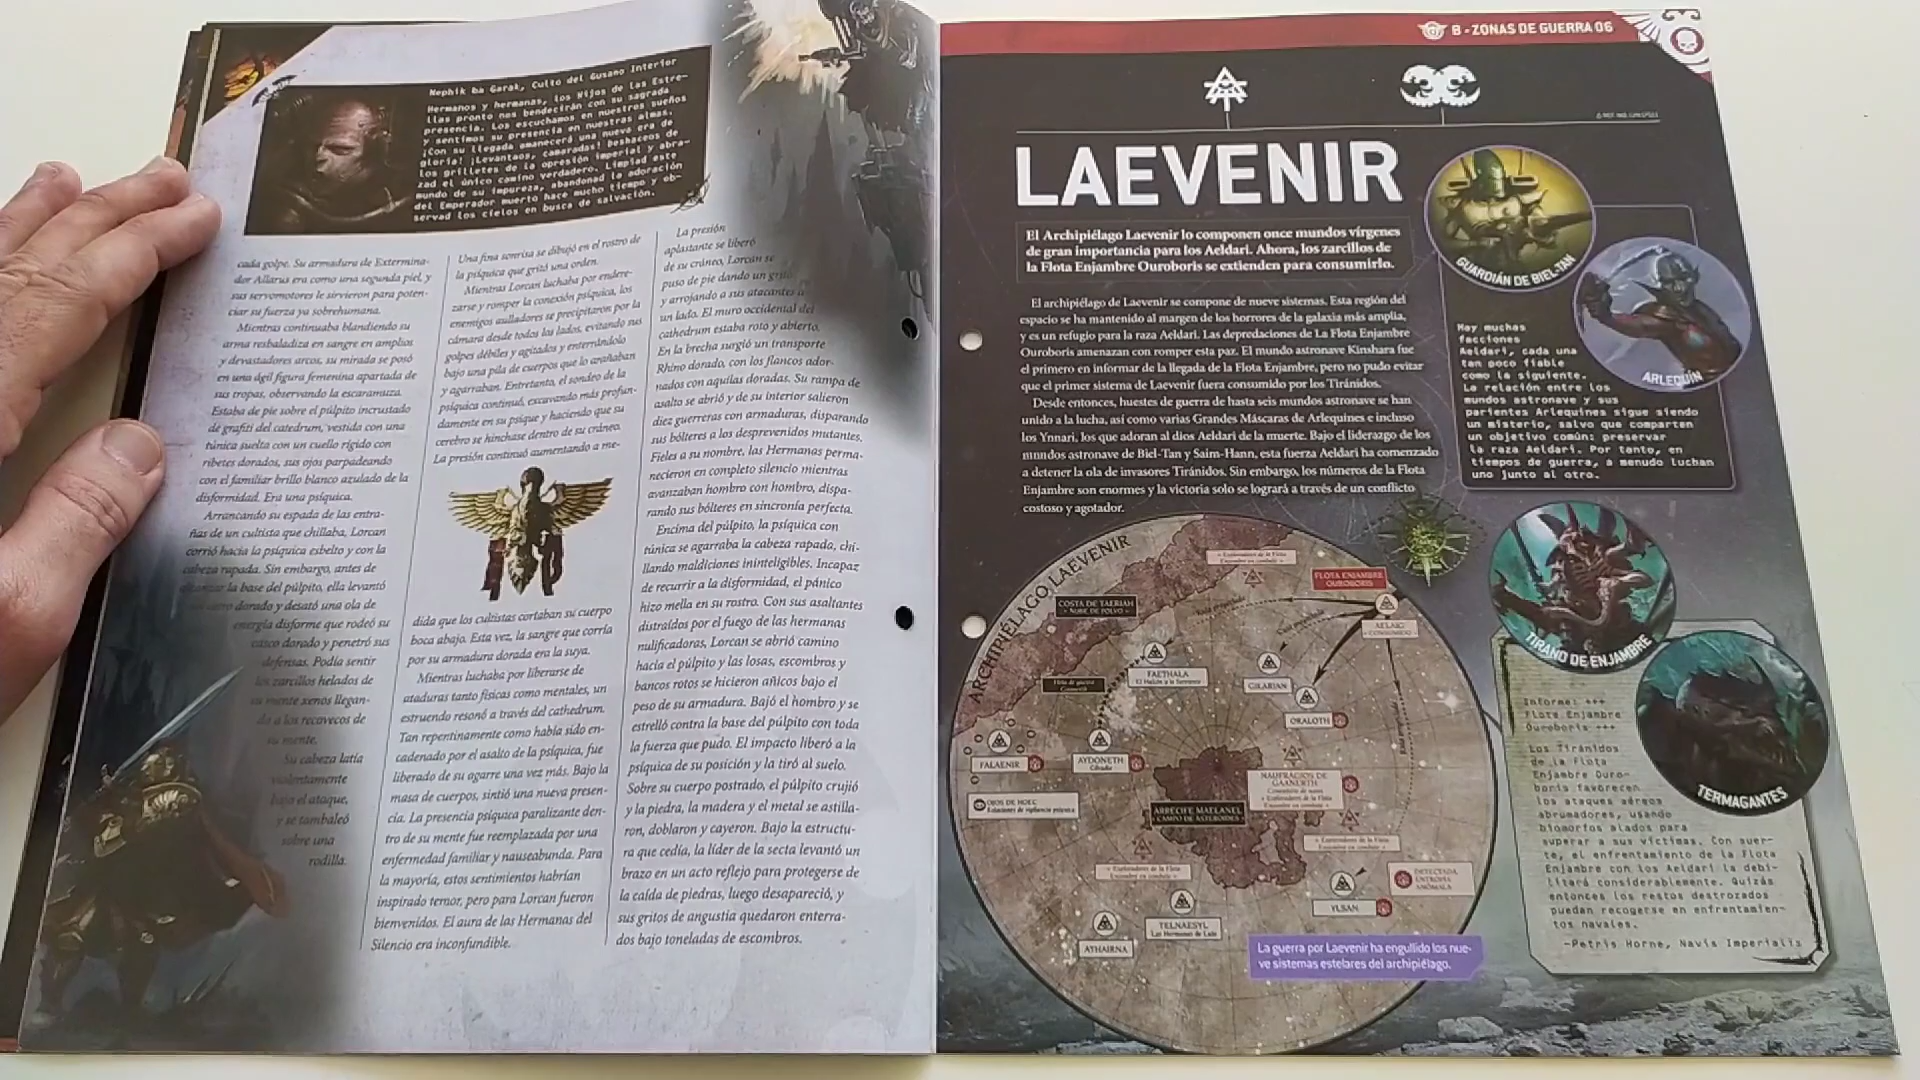 Nephik ba Garat, Culto del Gusano Interior
Hermanos y hermanas, los Hijos de las Estre-
llas pronto nos bendecirán con su sagrada
presencia. Los escuchamos en nuestros sueños
y sentimos su presencia en nuestras almas.
¡Con su llegada amanecerá una nueva era de
gloria! ¡Levantaos, camaradas! Deshaceos de
los grilletes de la opresión imperial y abra-
zad el único camino verdadero. Limpiad este
mundo de su impureza, abandonad la adoración
del Emperador muerto hace mucho tiempo y ob-
servad los cielos en busca de salvación.
cada golpe. Su armadura de Extermina-
dor Allarus era como una segunda piel, y
sus servomotores le sirvieron para poten-
ciar su fuerza ya sobrehumana.
Mientras continuaba blandiendo su
arma resbaladiza en sangre en amplios
y devastadores arcos, su mirada se posó
en una ágil figura femenina apartada de
sus tropas, observando la escaramuza.
Estaba de pie sobre el púlpito incrustado
de grafiti del catedrum, vestida con una
túnica suelta con un cuello rígido con
ribetes dorados, sus ojos parpadeando
con el familiar brillo blanco azulado de la
disformidad. Era una psíquica.
Arrancando su espada de las entra-
ñas de un cultista que chillaba, Lorcan
corrió hacia la psíquica esbelto y con la
cabeza rapada. Sin embargo, antes de
la base del púlpito, ella levantó
dorado y desató una ola de
energía disforme que rodeó su
casco dorado y penetró sus
defensas. Podía sentir
los zarcillos helados de
su mente xenos llegan-
do a los recovecos de
su mente.
Su cabeza latía
violentamente
bajo el ataque,
y se tambaleó
sobre una
rodilla.
Una fina sonrisa se dibujó en el rostro de
la psíquica que gritó una orden.
Mientras Lorcan luchaba por endere-
zarse y romper la conexión psíquica, los
enemigos aulladores se precipitaron por la
cámara desde todos los lados, evitando sus
golpes débiles y agitados y enterrándolo
bajo una pila de cuerpos que lo arañaban
y agarraban. Entretanto, el sondeo de la
psíquica continuó, excavando más profun-
damente en su psique y haciendo que su
cerebro se hinchase dentro de su cráneo.
La presión continuó aumentando a me-
dida que los cultistas cortaban su cuerpo
boca abajo. Esta vez, la sangre que corría
por su armadura dorada era la suya.
Mientras luchaba por liberarse de
ataduras tanto físicas como mentales, un
estruendo resonó a través del cathedrum.
Tan repentinamente como había sido en-
cadenado por el asalto de la psíquica, fue
liberado de su agarre una vez más. Bajo la
masa de cuerpos, sintió una nueva presen-
cia. La presencia psíquica paralizante den-
tro de su mente fue reemplazada por una
enfermedad familiar y nauseabunda. Para
la mayoría, estos sentimientos habrían
inspirado temor, pero para Lorcan fueron
bienvenidos. El aura de las Hermanas del
Silencio era inconfundible.
La presión
aplastante se liberó
de su cráneo, Lorcan se
puso de pie dando un grito
y arrojando a sus atacantes a
un lado. El muro occidental del
cathedrum estaba roto y abierto.
En la brecha surgió un transporte
Rhino dorado, con los flancos ador-
nados con aquilas doradas. Su rampa de
asalto se abrió y de su interior salieron
diez guerreras con armaduras, disparando
sus bólteres a los desprevenidos mutantes.
Fieles a su nombre, las Hermanas perma-
necieron en completo silencio mientras
avanzaban hombro con hombro, dispa-
rando sus bólteres en sincronía perfecta.
Encima del púlpito, la psíquica con
túnica se agarraba la cabeza rapada, chi-
llando maldiciones ininteligibles. Incapaz
de recurrir a la disformidad, el pánico
hizo mella en su rostro. Con sus asaltantes
distraídos por el fuego de las hermanas
nulificadoras, Lorcan se abrió camino
hacia el púlpito y las losas, escombros y
bancos rotos se hicieron añicos bajo el
peso de su armadura. Bajó el hombro y se
estrelló contra la base del púlpito con toda
la fuerza que pudo. El impacto liberó a la
psíquica de su posición y la tiró al suelo.
Sobre su cuerpo postrado, el púlpito crujió
y la piedra, la madera y el metal se astilla-
ron, doblaron y cayeron. Bajo la estructu-
ra que cedía, la líder de la secta levantó un
brazo en un acto reflejo para protegerse de
la caída de piedras, luego desapareció, y
sus gritos de angustia quedaron enterra-
dos bajo toneladas de escombros.
B - ZONAS DE GUERRA 06
LAEVENIR
El Archipiélago Laevenir lo componen once mundos vírgenes
de gran importancia para los Aeldari. Ahora, los zarcillos de
la Flota Enjambre Ouroboris se extienden para consumirlo.
El archipiélago de Laevenir se compone de nueve sistemas. Esta región del
espacio se ha mantenido al margen de los horrores de la galaxia más amplia,
y es un refugio para la raza Aeldari. Las depredaciones de La Flota Enjambre
Ouroboris amenazan con romper esta paz. El mundo astronave Kinshara fue
el primero en informar de la llegada de la Flota Enjambre, pero no pudo evitar
que el primer sistema de Laevenir fuera consumido por los Tiránidos.
Desde entonces, huestes de guerra de hasta seis mundos astronave se han
unido a la lucha, así como varias Grandes Máscaras de Arlequines e incluso
los Ynnari, los que adoran al dios Aeldari de la muerte. Bajo el liderazgo de los
mundos astronave de Biel-Tan y Saim-Hann, esta fuerza Aeldari ha comenzado
a detener la ola de invasores Tiránidos. Sin embargo, los números de la Flota
Enjambre son enormes y la victoria solo se logrará a través de un conflicto
costoso y agotador.
GUARDIÁN DE BIEL-TAN
ARLEQUÍN
Hay muchas
facciones
Aeldari, cada una
tan poco fiable
como la siguiente.
La relación entre los
mundos astronave y sus
parientes Arlequines sigue siendo
un misterio, salvo que comparten
un objetivo común: preservar
la raza Aeldari. Por tanto, en
tiempos de guerra, a menudo luchan
uno junto al otro.
TIRANO DE ENJAMBRE
TERMAGANTES
Informe: +++
Flota Enjambre
Ouroboris +++
Los Tiránidos
de la Flota
Enjambre Ouro-
boris favorecen
los ataques aéreos
abrumadores, usando
biomorfos alados para
superar a sus víctimas. Con suer-
te, el enfrentamiento de la Flota
Enjambre con los Aeldari la debi-
litará considerablemente. Quizás
entonces los restos destrozados
puedan recogerse en enfrentamien-
tos navales.
—Petris Horne, Navis Imperialis
ARCHIPIÉLAGO LAEVENIR
FLOTA ENJAMBRE
OUROBORIS
COSTA DE TAERIAH
- NUBE DE POLVO -
AELAIG
- CONSUMIDO -
FAETHALA
GILARIAN
ORALOTH
FALAENIR
AYDONETH
NAUFRAGIOS DE
GAANERTH
OJOS DE MOEC
ARRECIFE MAELANEL
- CAMPO DE ASTEROIDES -
DETECTADA
ENTROPÍA
ANÓMALA
YLSAN
TELNAESYL
ATHAIRNA
La guerra por Laevenir ha engullido los nue-
ve sistemas estelares del archipiélago.